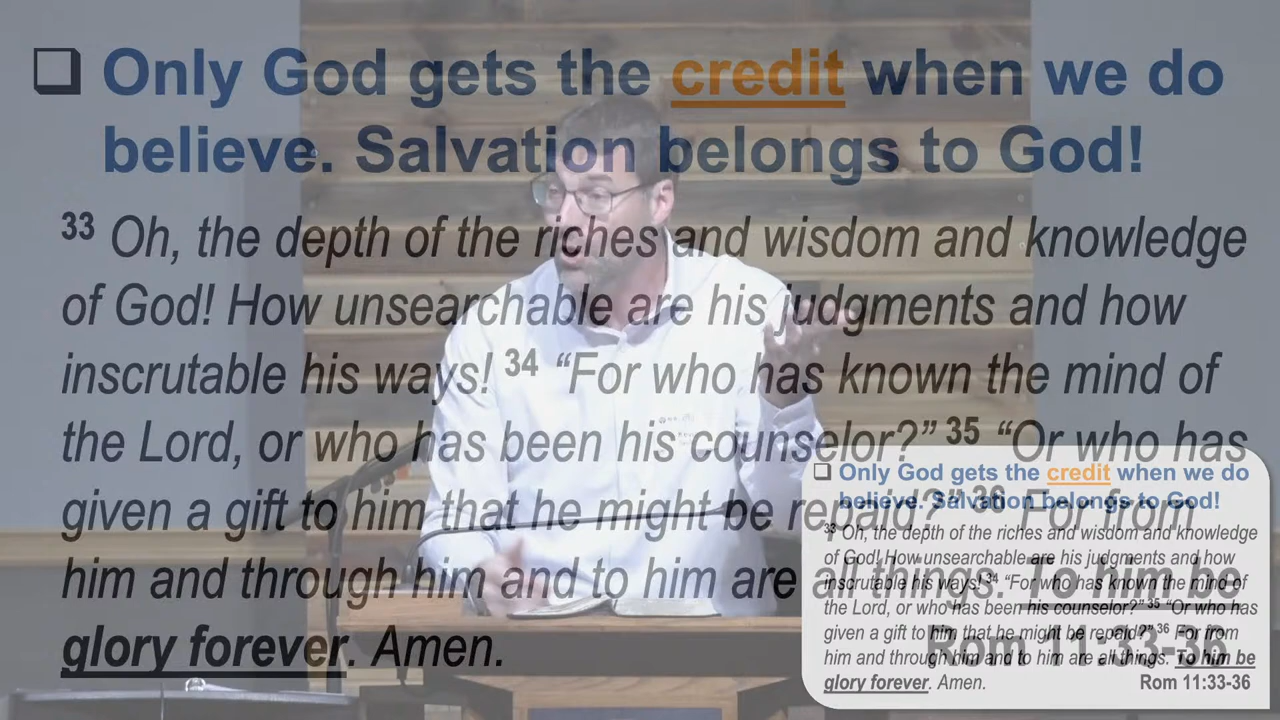 Only God gets the credit when we do
believe. Salvation belongs to God!
33 Oh, the depth of the riches and wisdom and knowledge
of God! How unsearchable are his judgments and how
inscrutable his ways! 34 “For who has known the mind of
the Lord, or who has been his counselor?” 35 “Or who has
given a gift to him that he might be repaid?” 36 For from
him and through him and to him are all things. To him be
glory forever. Amen.
Rom 11:33-36
Only God gets the credit when we do
believe. Salvation belongs to God!
33 Oh, the depth of the riches and wisdom and knowledge
of God! How unsearchable are his judgments and how
inscrutable his ways! 34 “For who has known the mind of
the Lord, or who has been his counselor?” 35 “Or who has
given a gift to him that he might be repaid?” 36 For from
him and through him and to him are all things. To him be
glory forever. Amen.
Rom 11:33-36